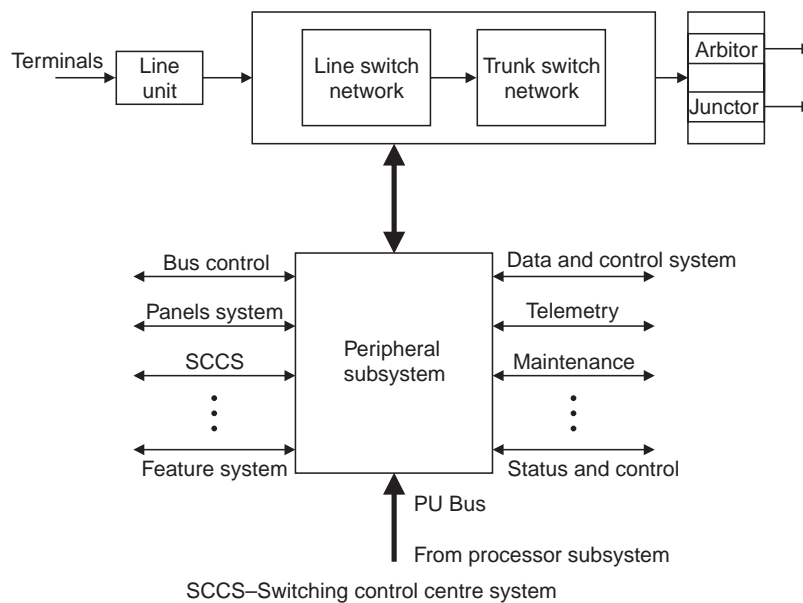 Terminals
Line
unit
Line switch
network
Trunk switch
network
Arbitor
Junctor
Bus control
Panels system
SCCS
Feature system
Peripheral
subsystem
Data and control system
Telemetry
Maintenance
Status and control
PU Bus
From processor subsystem
SCCS–Switching control centre system